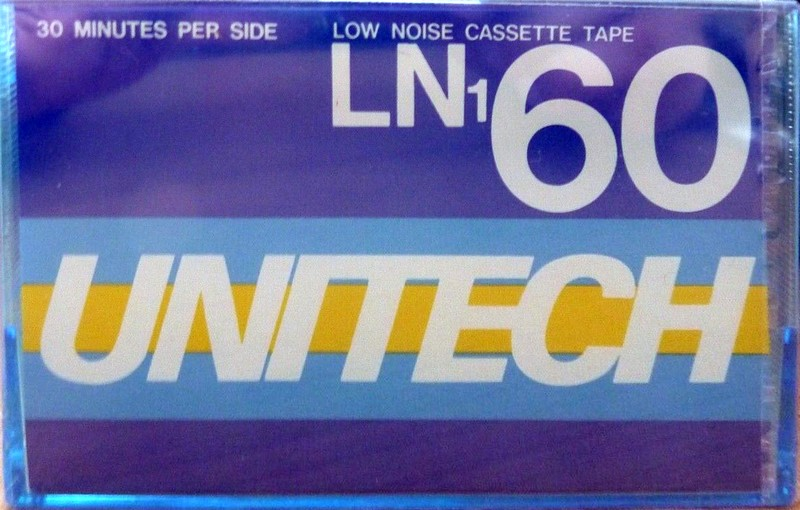 30 MINUTES PER SIDE
LOW NOISE CASSETTE TAPE
LN1 60
UNITECH